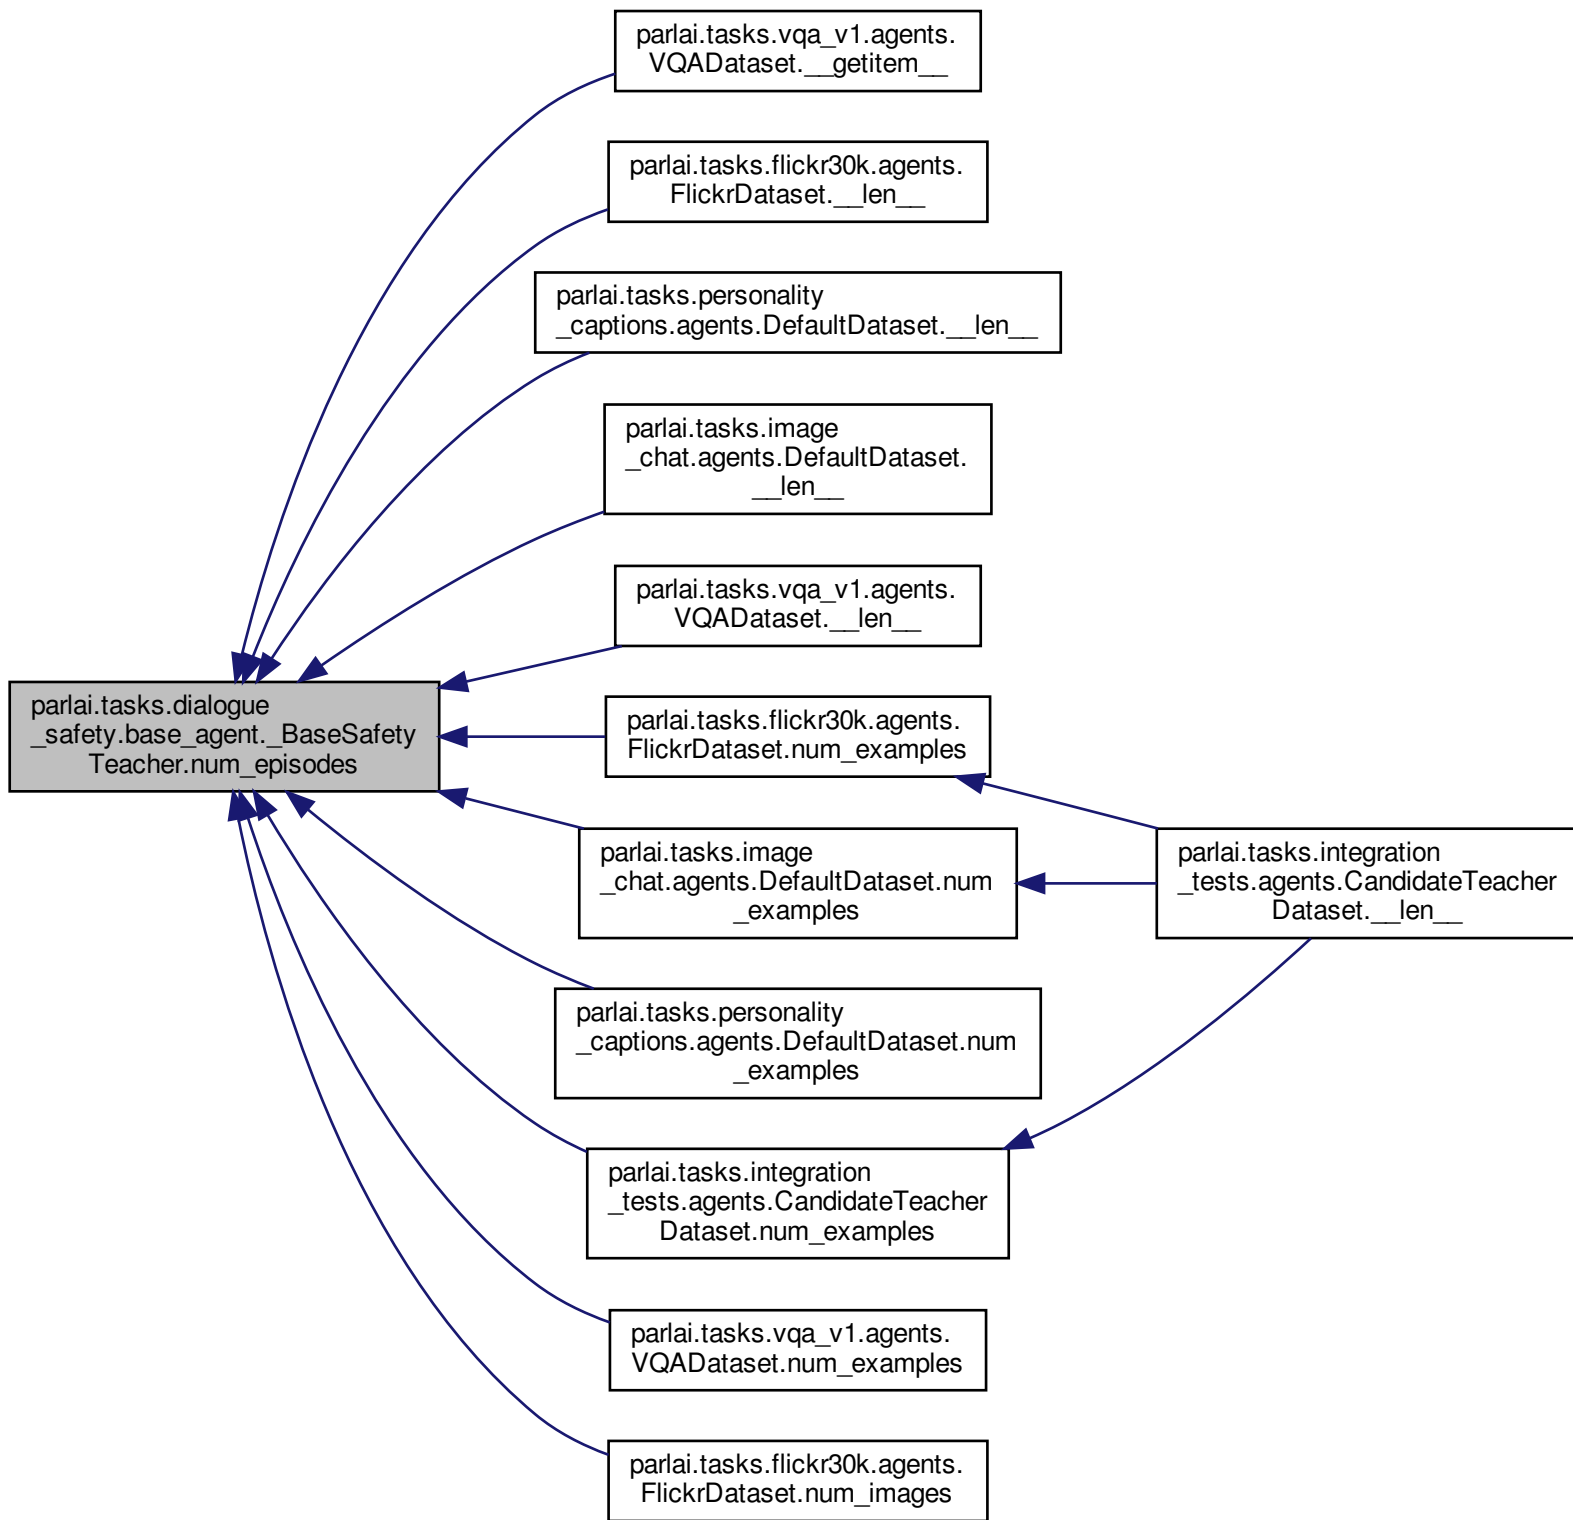 parlai.tasks.vqa_v1.agents.
VQADataset.__getitem__
parlai.tasks.flickr30k.agents.
FlickrDataset.__len__
parlai.tasks.personality
_captions.agents.DefaultDataset.__len__
parlai.tasks.image
_chat.agents.DefaultDataset.
__len__
parlai.tasks.vqa_v1.agents.
VQADataset.__len__
parlai.tasks.dialogue
_safety.base_agent._BaseSafety
Teacher.num_episodes
parlai.tasks.flickr30k.agents.
FlickrDataset.num_examples
parlai.tasks.image
_chat.agents.DefaultDataset.num
_examples
parlai.tasks.integration
_tests.agents.CandidateTeacher
Dataset.__len__
parlai.tasks.personality
_captions.agents.DefaultDataset.num
_examples
parlai.tasks.integration
_tests.agents.CandidateTeacher
Dataset.num_examples
parlai.tasks.vqa_v1.agents.
VQADataset.num_examples
parlai.tasks.flickr30k.agents.
FlickrDataset.num_images